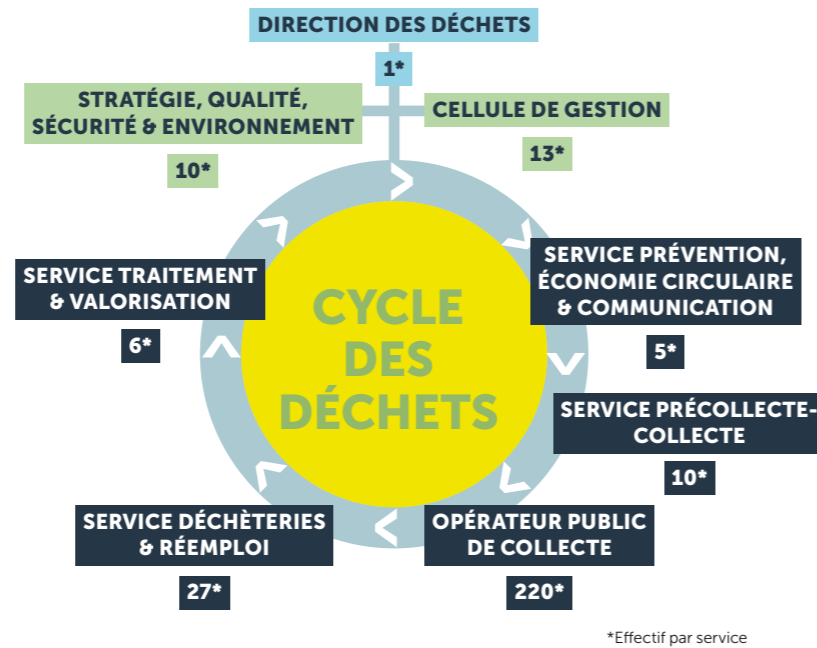 DIRECTION DES DÉCHETS
1*
STRATÉGIE, QUALITÉ,
SÉCURITÉ & ENVIRONNEMENT
10*
CELLULE DE GESTION
13*
SERVICE PRÉVENTION,
ÉCONOMIE CIRCULAIRE
& COMMUNICATION
5*
SERVICE PRÉCOLLECTE-
COLLECTE
10*
OPÉRATEUR PUBLIC
DE COLLECTE
220*
SERVICE DÉCHÈTERIES
& RÉEMPLOI
27*
SERVICE TRAITEMENT
& VALORISATION
6*
CYCLE
DES
DÉCHETS
*Effectif par service